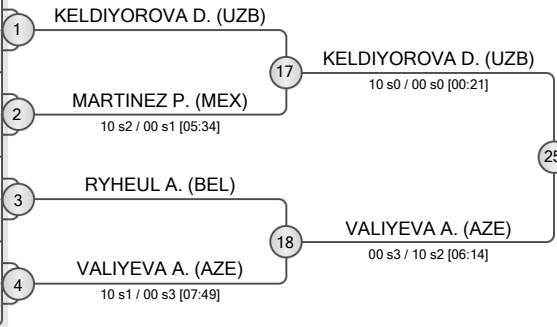 1
KELDIYOROVA D. (UZB)
17
KELDIYOROVA D. (UZB)
10 s0 / 00 s0 [00:21]
2
MARTINEZ P. (MEX)
10 s2 / 00 s1 [05:34]
25
3
RYHEUL A. (BEL)
18
VALIYEVA A. (AZE)
00 s3 / 10 s2 [06:14]
4
VALIYEVA A. (AZE)
10 s1 / 00 s3 [07:49]